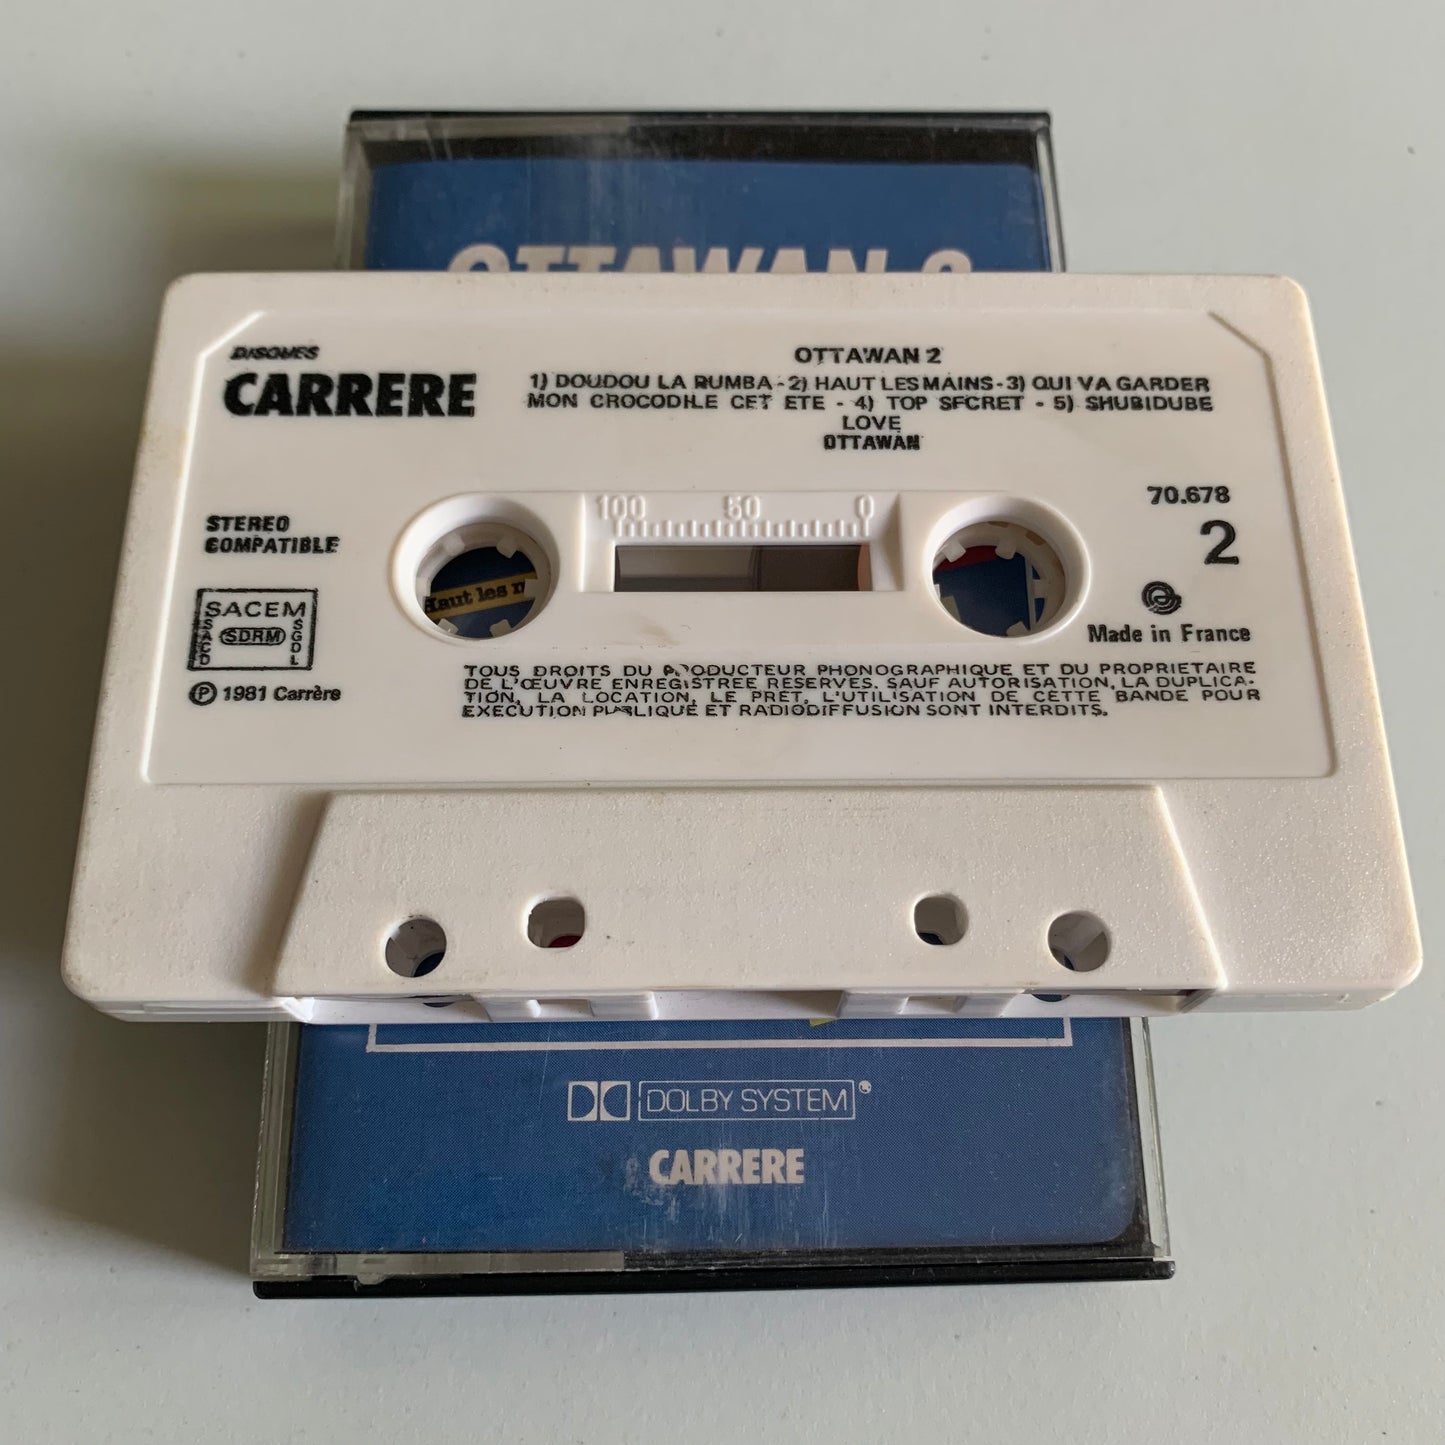 OTTAWAN 2
DISQUES
CARRERE
OTTAWAN 2
1) DOUDOU LA RUMBA - 2) HAUT LES MAINS - 3) QUI VA GARDER
MON CROCODILE CET ETE - 4) TOP SECRET - 5) SHUBIDUBE
LOVE
OTTAWAN
STEREO
COMPATIBLE
100 50 0
70.678
2
Haut les m
SACEM
SSACD
SDRM
SGDL
Made in France
Ⓟ 1981 Carrère
TOUS DROITS DU PRODUCTEUR PHONOGRAPHIQUE ET DU PROPRIETAIRE
DE L'ŒUVRE ENREGISTREE RESERVES. SAUF AUTORISATION, LA DUPLICA-
TION, LA LOCATION, LE PRET, L'UTILISATION DE CETTE BANDE POUR
EXECUTION PUBLIQUE ET RADIODIFFUSION SONT INTERDITS.
DOLBY SYSTEM®
CARRERE